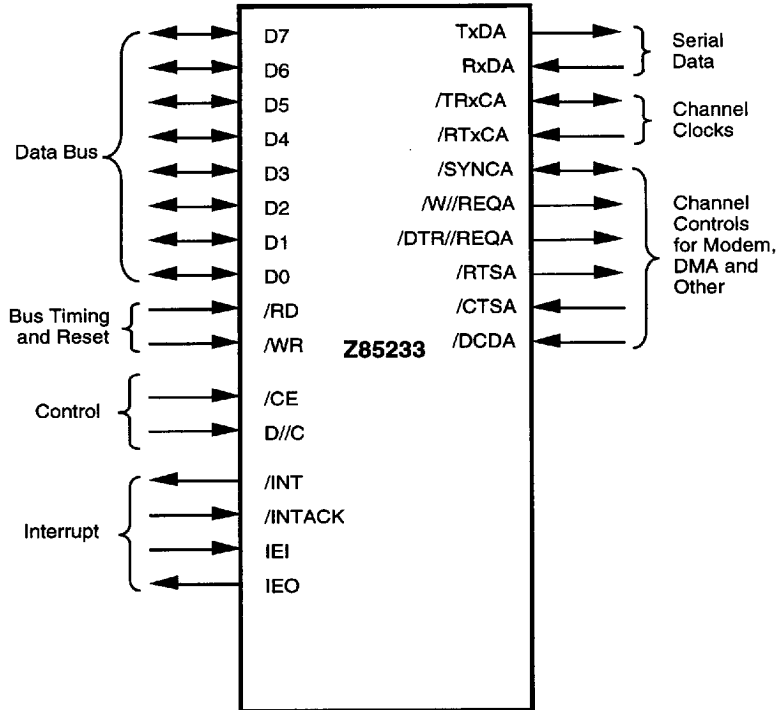 Data Bus
Bus Timing
and Reset
Control
Interrupt
D7
D6
D5
D4
D3
D2
D1
D0
/RD
/WR
/CE
D//C
/INT
/INTACK
IEI
IEO
Z85233
TxDA
RxDA
/TRxCA
/RTxCA
/SYNCA
/W//REQA
/DTR//REQA
/RTSA
/CTSA
/DCDA
Serial
Data
Channel
Clocks
Channel
Controls
for Modem,
DMA and
Other